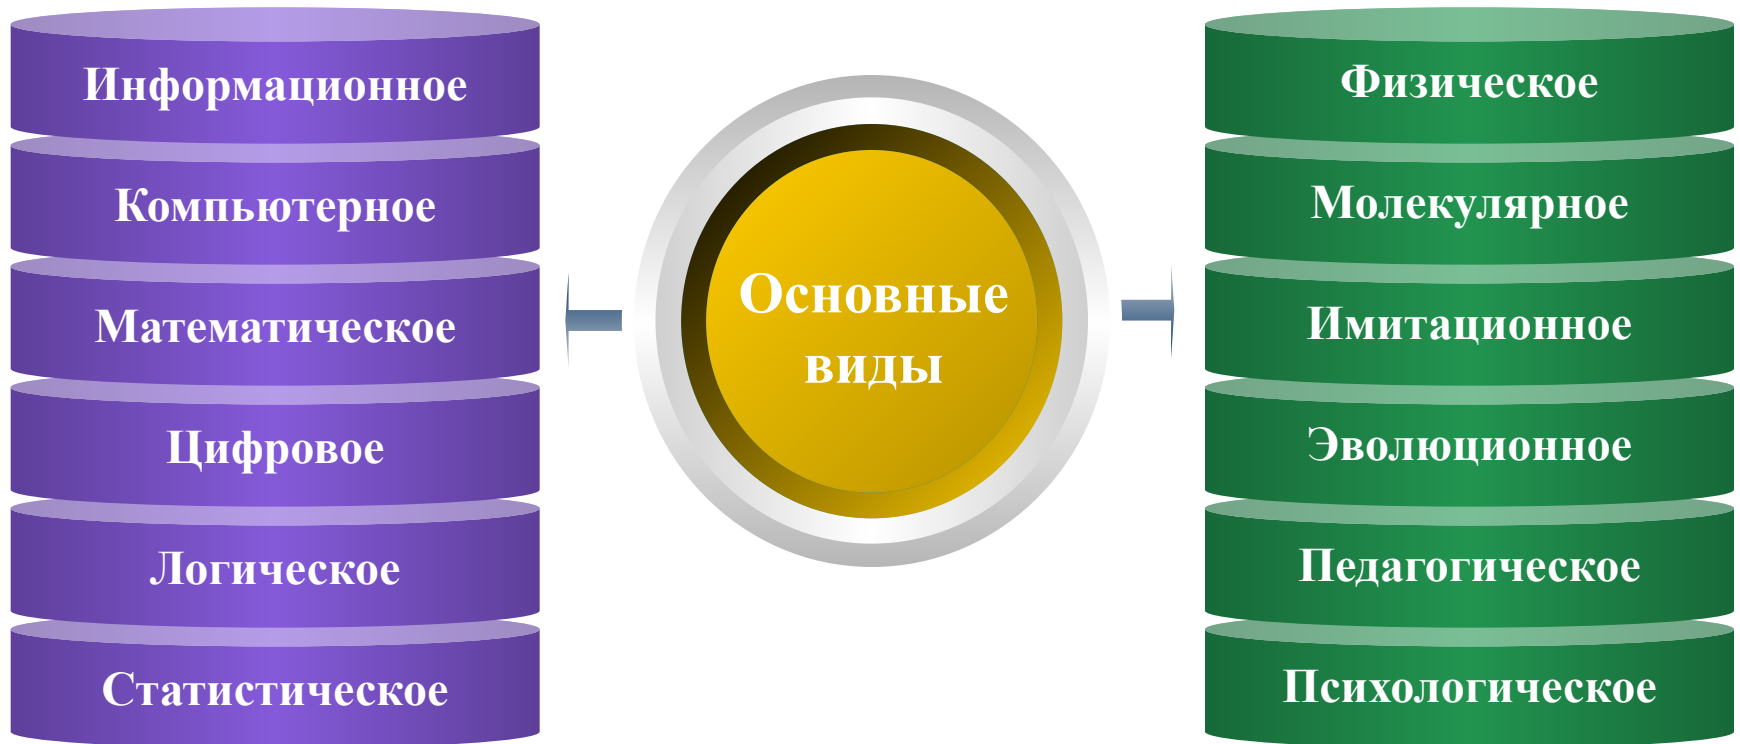 Информационное
Компьютерное
Математическое
Цифровое
Логическое
Статистическое
Основные
виды
Физическое
Молекулярное
Имитационное
Эволюционное
Педагогическое
Психологическое